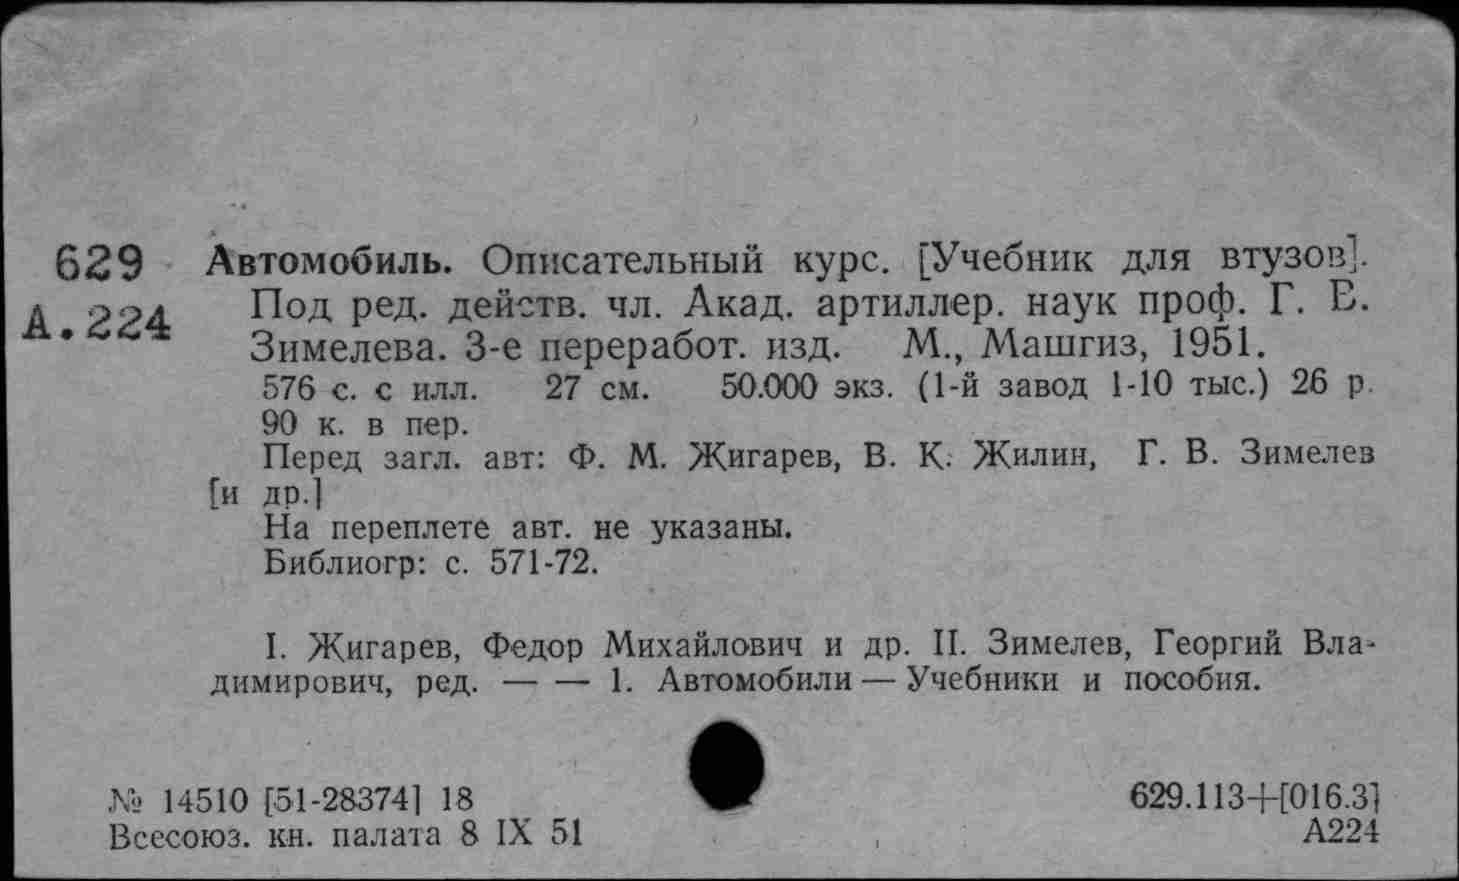 629 Автомобиль. Описательный курс. [Учебник для втузов].
А.224 Под ред. действ. чл. Акад. артиллер. наук проф. Г. В.
Зимелева. 3-е переработ. изд. М., Машгиз, 1951.
576 с. с илл. 27 см. 50.000 экз. (1-й завод 1-10 тыс.) 26 р.
90 к. в пер.
Перед загл. авт: Ф. М. Жигарев, В. К. Жилин, Г. В. Зимелев
[и др.]
На переплете авт. не указаны.
Библиогр: с. 571-72.
I. Жигарев, Федор Михайлович и др. II. Зимелев, Георгий Вла-
димирович, ред. — — 1. Автомобили — Учебники и пособия.
№ 14510 [51-28374] 18 629.113+[016.3]
Всесоюз. кн. палата 8 IX 51 А224